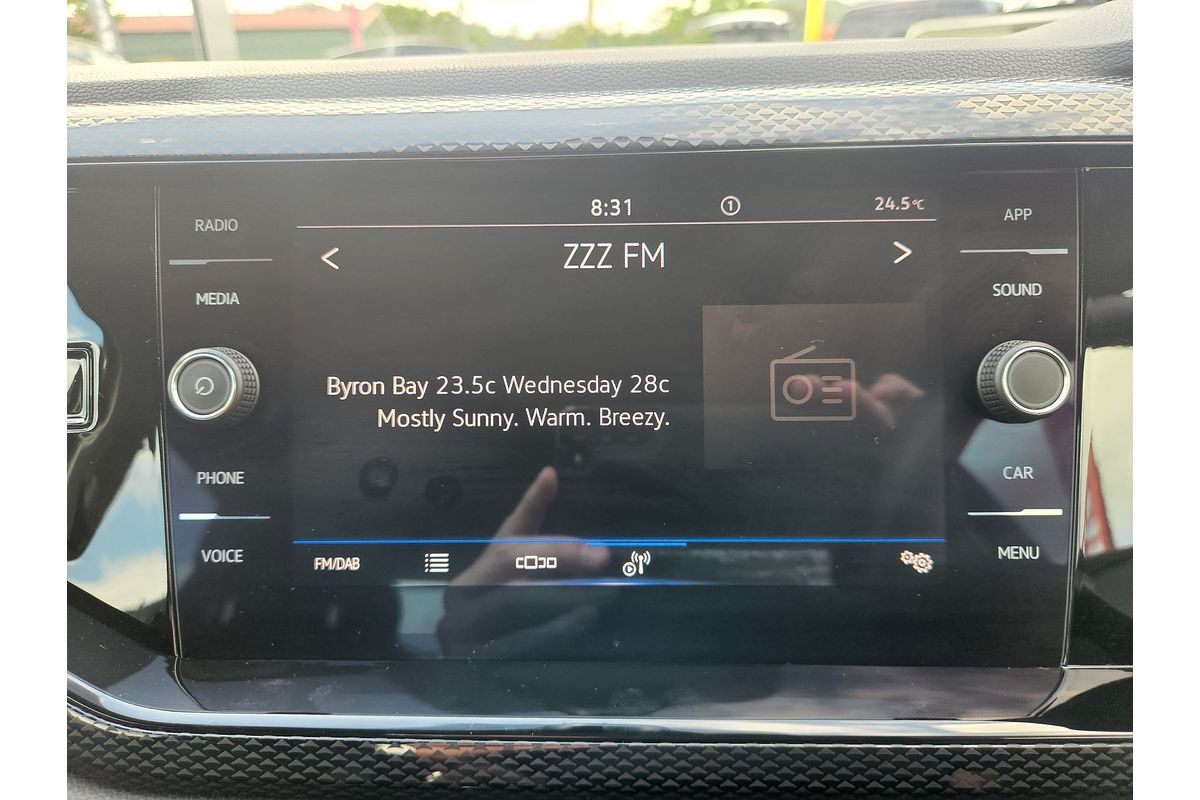 8:31
1
24.5°C
RADIO
APP
ZZZ FM
MEDIA
SOUND
Byron Bay 23.5c Wednesday 28c
Mostly Sunny. Warm. Breezy.
PHONE
CAR
VOICE
FM/DAB
MENU